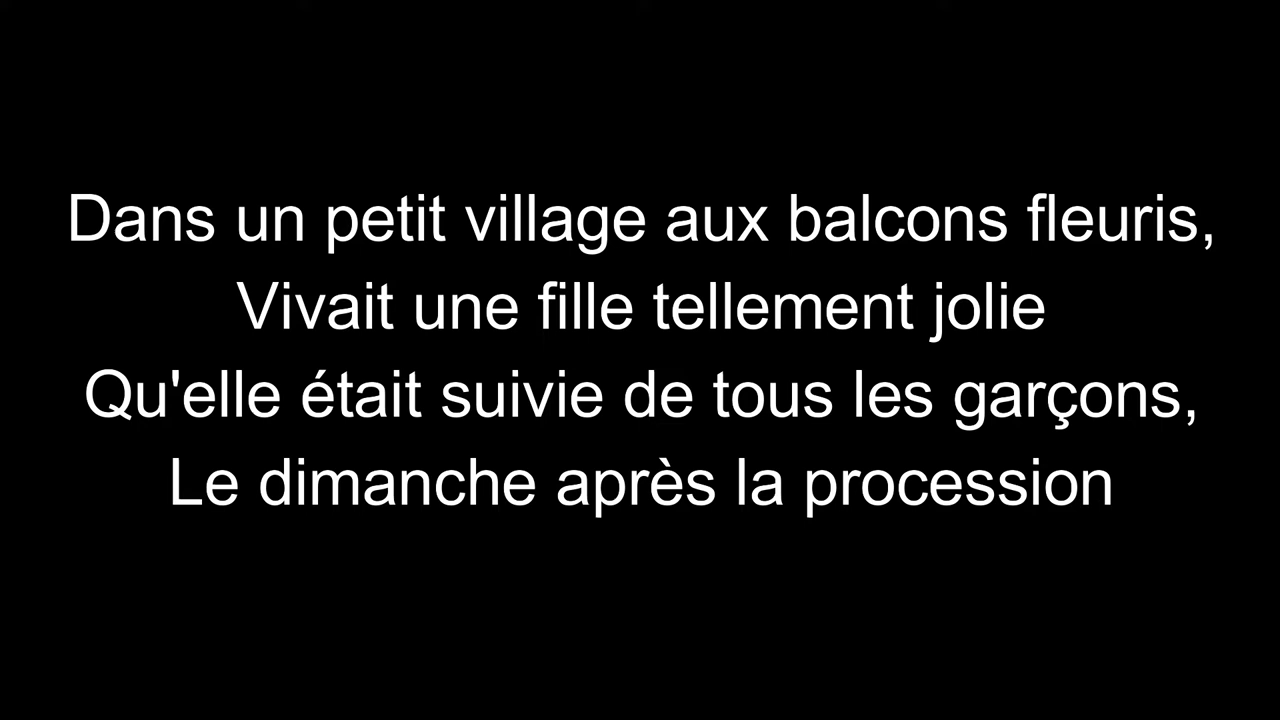 Dans un petit village aux balcons fleuris,
Vivait une fille tellement jolie
Qu'elle était suivie de tous les garçons,
Le dimanche après la procession